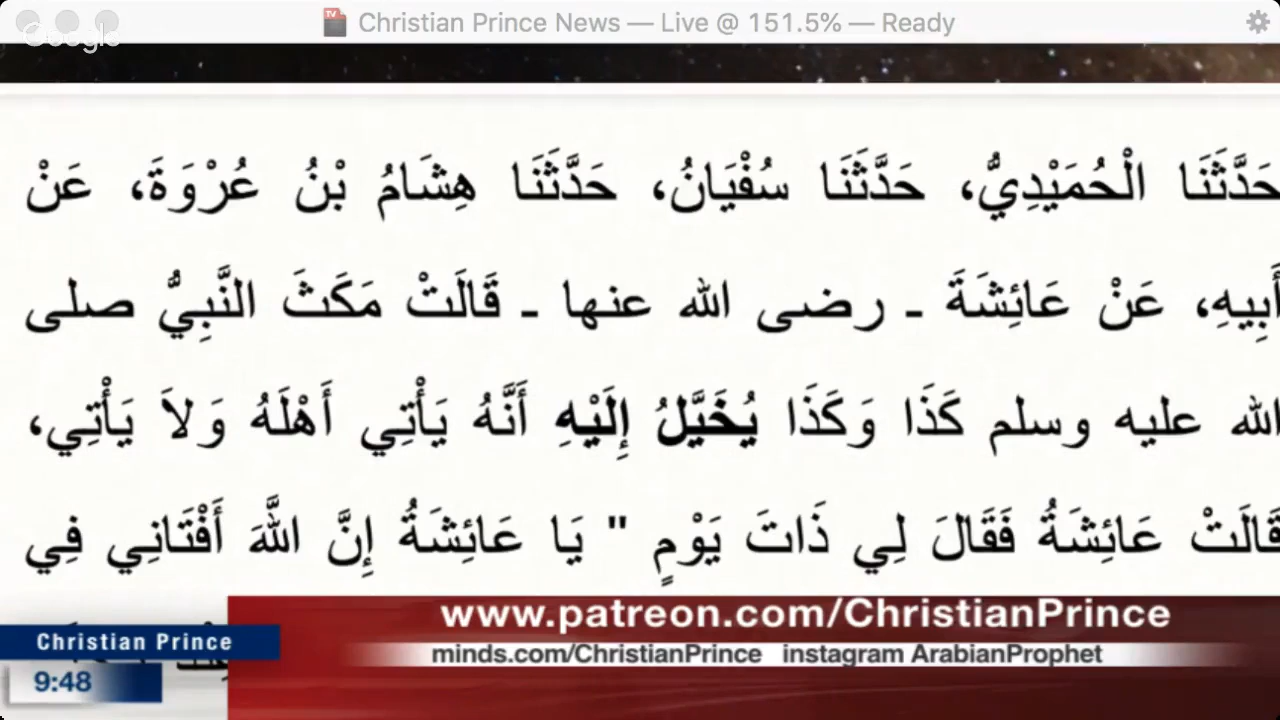 Christian Prince News — Live @ 151.5% — Ready
Google
حَدَّثَنَا الْحُمَيْدِيُّ، حَدَّثَنَا سُفْيَانُ، حَدَّثَنَا هِشَامُ بْنُ عُرْوَةَ، عَنْ
أَبِيهِ، عَنْ عَائِشَةَ ـ رضى الله عنها ـ قَالَتْ مَكَثَ النَّبِيُّ صلى
الله عليه وسلم كَذَا وَكَذَا يُخَيَّلُ إِلَيْهِ أَنَّهُ يَأْتِي أَهْلَهُ وَلاَ يَأْتِي،
قَالَتْ عَائِشَةُ فَقَالَ لِي ذَاتَ يَوْمٍ " يَا عَائِشَةُ إِنَّ اللَّهَ أَفْتَانِي فِي
www.patreon.com/ChristianPrince
Christian Prince
minds.com/ChristianPrince instagram ArabianProphet
9:48